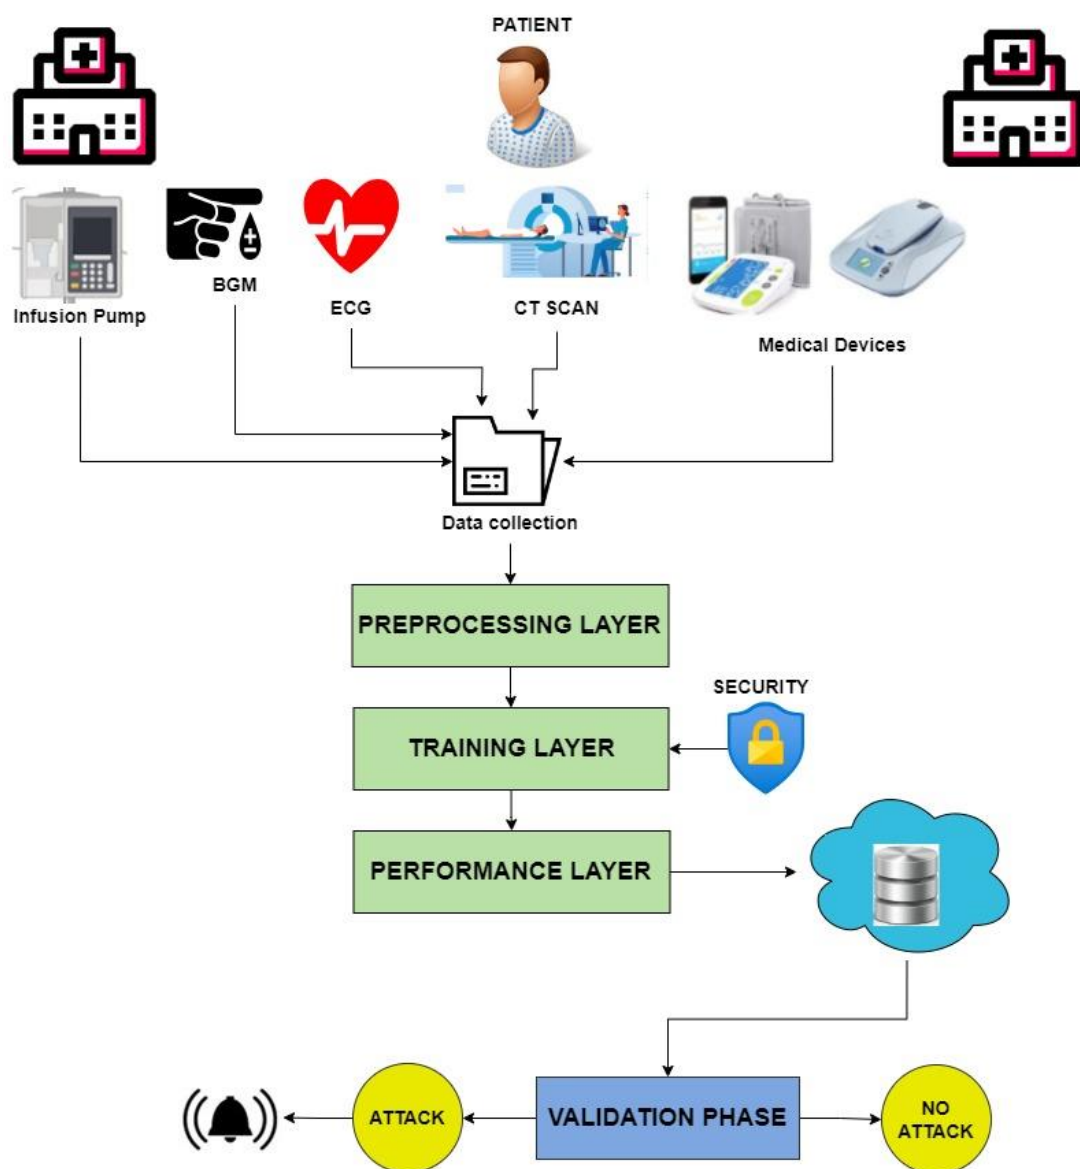 PATIENT
Infusion Pump
BGM
ECG
CT SCAN
Medical Devices
Data collection
PREPROCESSING LAYER
SECURITY
TRAINING LAYER
PERFORMANCE LAYER
ATTACK
VALIDATION PHASE
NO
ATTACK